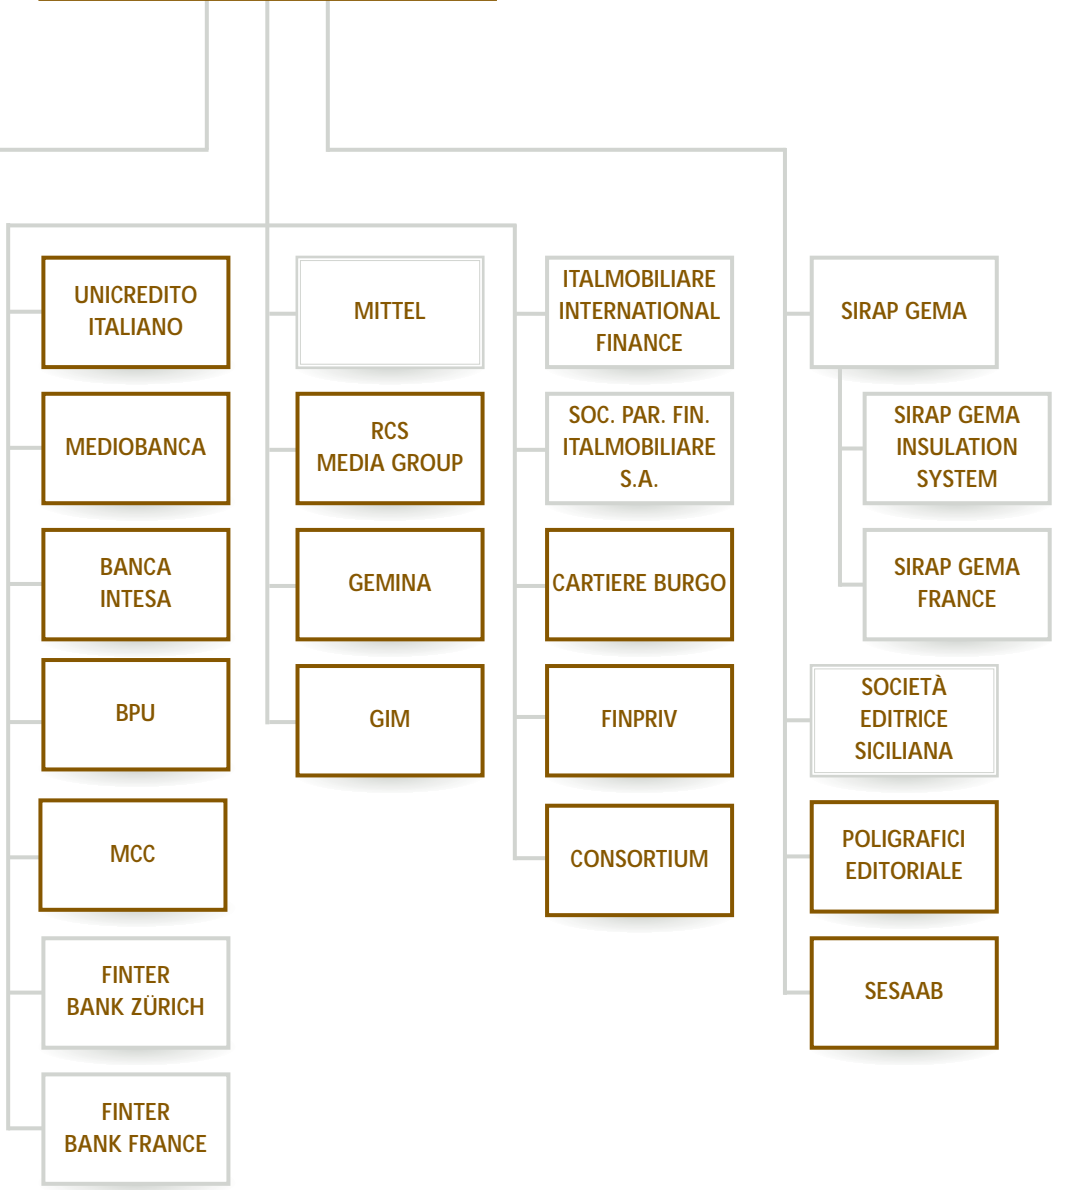 UNICREDITO
ITALIANO
MEDIOBANCA
BANCA
INTESA
BPU
MCC
FINTER
BANK ZÜRICH
FINTER
BANK FRANCE
MITTEL
RCS
MEDIA GROUP
GEMINA
GIM
ITALMOBILIARE
INTERNATIONAL
FINANCE
SOC. PAR. FIN.
ITALMOBILIARE
S.A.
CARTIERE BURGO
FINPRIV
CONSORTIUM
SIRAP GEMA
SIRAP GEMA
INSULATION
SYSTEM
SIRAP GEMA
FRANCE
SOCIETÀ
EDITRICE
SICILIANA
POLIGRAFICI
EDITORIALE
SESAAB